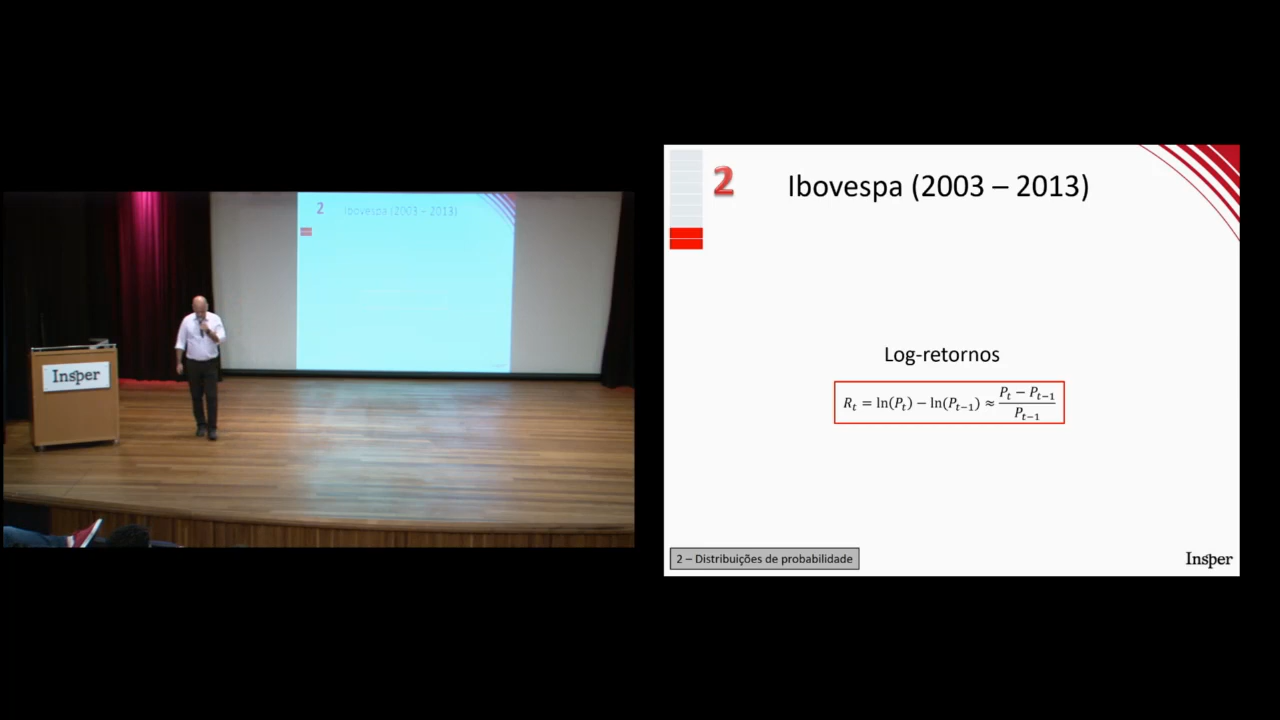 Insper
2 Ibovespa (2003 – 2013)
2 Ibovespa (2003 – 2013)
Log-retornos
R_t = ln(P_t) − ln(P_{t−1}) ≈ (P_t − P_{t−1}) / P_{t−1}
2 – Distribuições de probabilidade
Insper